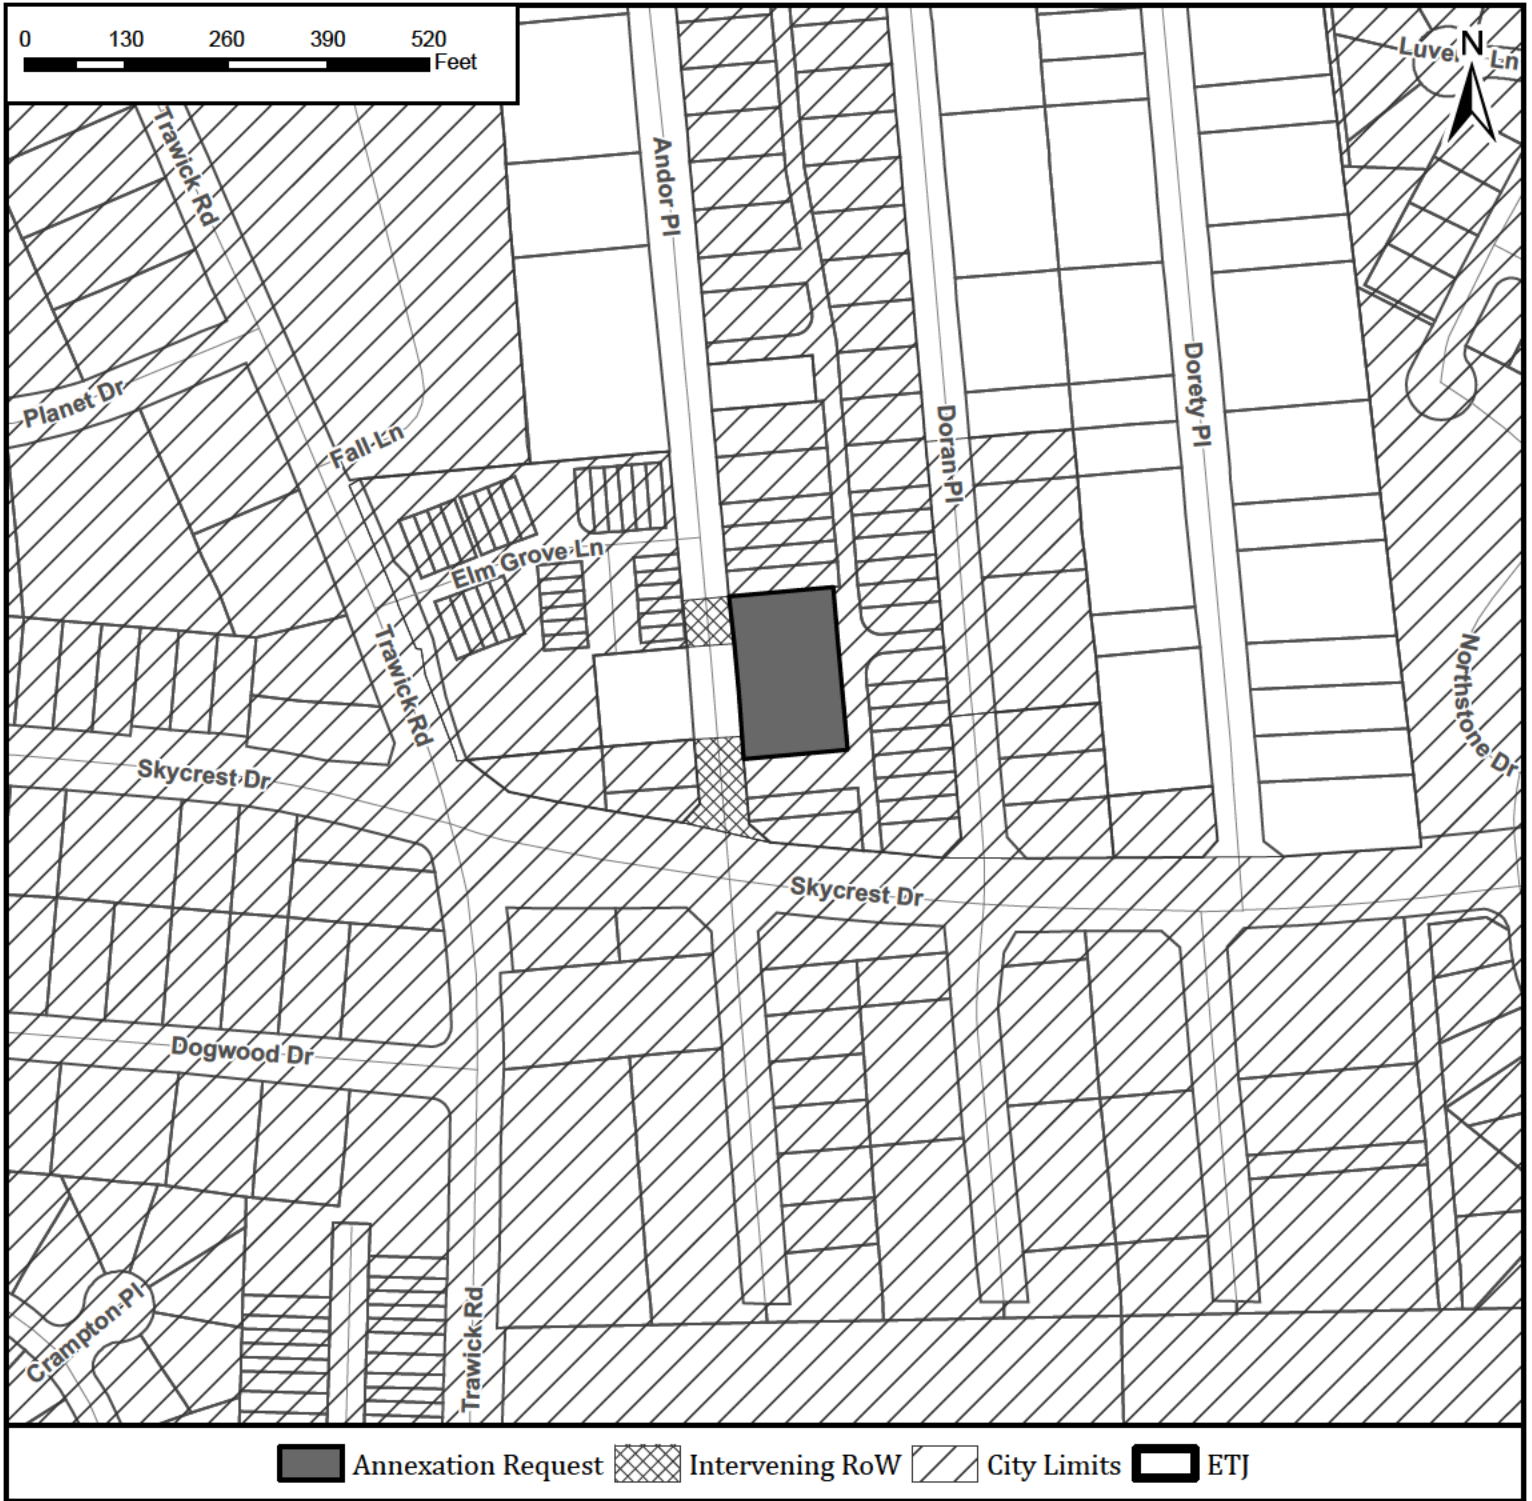 0 130 260 390 520
Feet
N
Luver Ln
Trawick Rd
Andor Pl
Planet Dr
Fall Ln
Doran Pl
Dorety Pl
Elm Grove Ln
Trawick Rd
Northstone Dr
Skycrest Dr
Skycrest Dr
Dogwood Dr
Crampton Pl
Trawick Rd
Annexation Request Intervening RoW City Limits ETJ